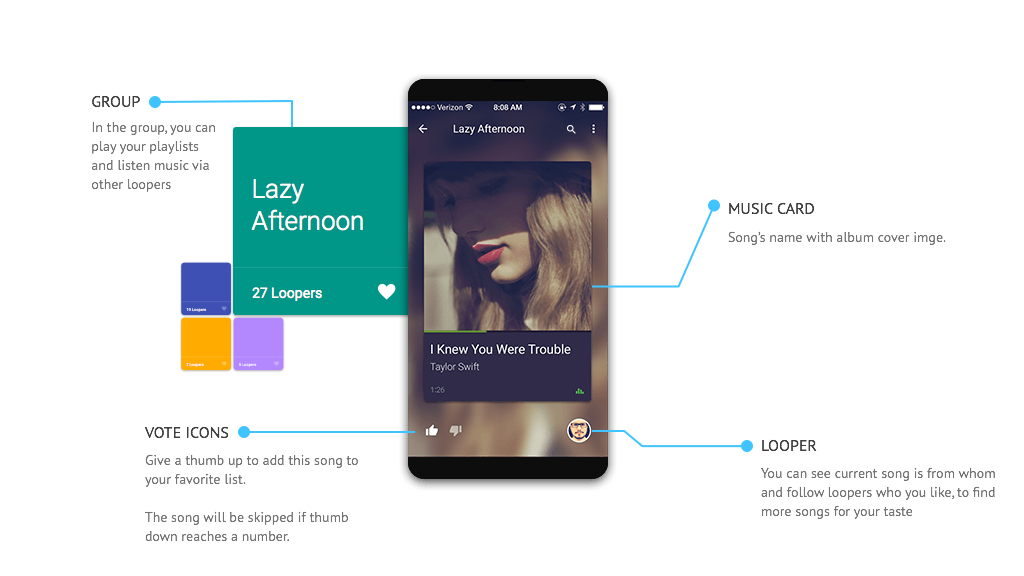 GROUP
In the group, you can
play your playlists
and listen music via
other loopers
Lazy
Afternoon
27 Loopers
19 Loopers
7 Loopers
5 Loopers
Verizon
8:08 AM
Lazy Afternoon
I Knew You Were Trouble
Taylor Swift
1:26
MUSIC CARD
Song's name with album cover imge.
VOTE ICONS
Give a thumb up to add this song to
your favorite list.
The song will be skipped if thumb
down reaches a number.
LOOPER
You can see current song is from whom
and follow loopers who you like, to find
more songs for your taste